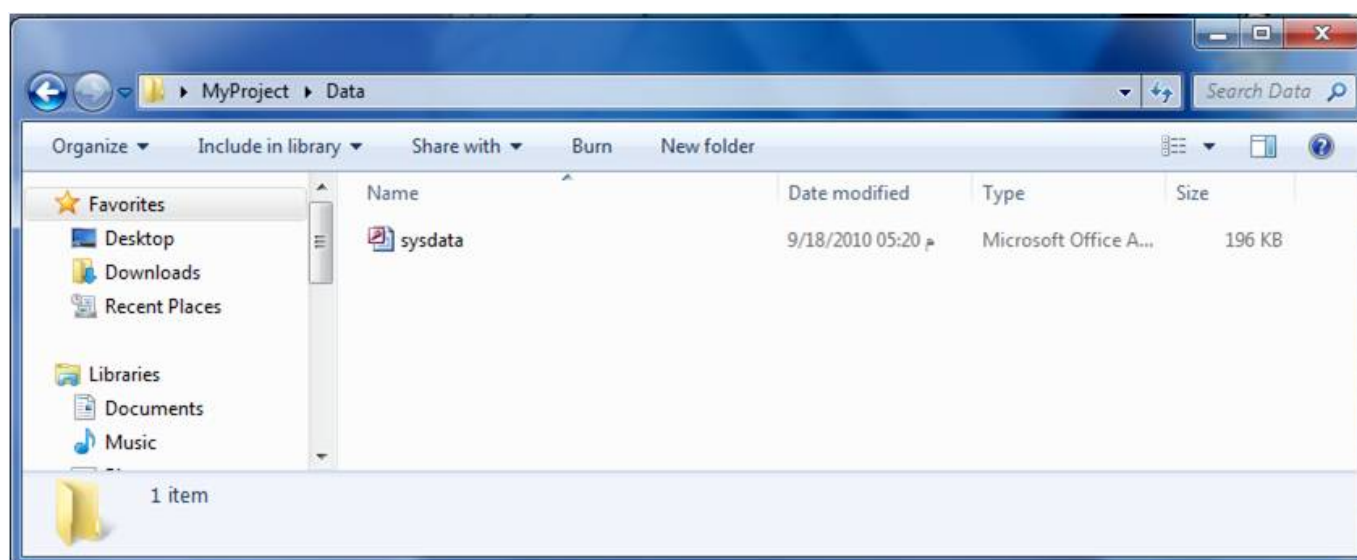 MyProject Data
Search Data
Organize Include in library Share with Burn New folder
Name Date modified Type Size
Favorites
Desktop
Downloads
Recent Places
Libraries
Documents
Music
sysdata 9/18/2010 05:20 م Microsoft Office A... 196 KB
1 item